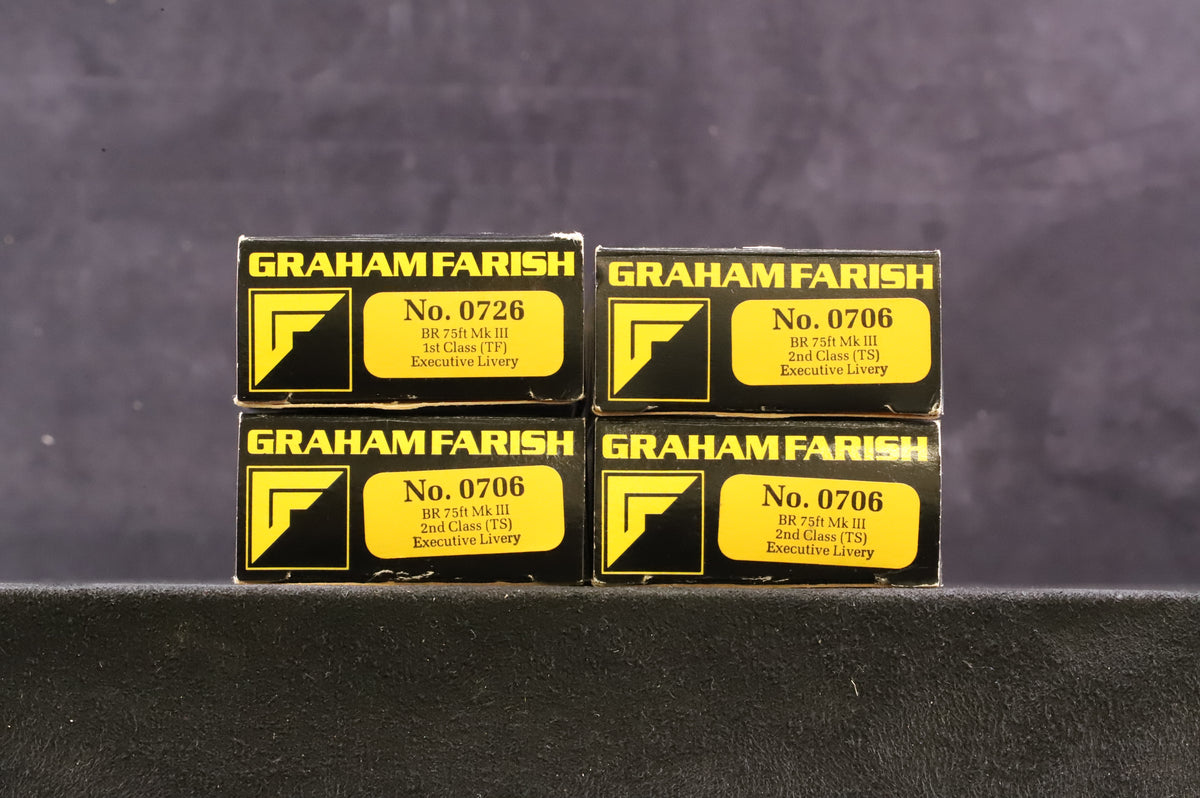 GRAHAM FARISH
No. 0726
BR 75ft Mk III
1st Class (TF)
Executive Livery
GRAHAM FARISH
No. 0706
BR 75ft Mk III
2nd Class (TS)
Executive Livery
GRAHAM FARISH
No. 0706
BR 75ft Mk III
2nd Class (TS)
Executive Livery
GRAHAM FARISH
No. 0706
BR 75ft Mk III
2nd Class (TS)
Executive Livery